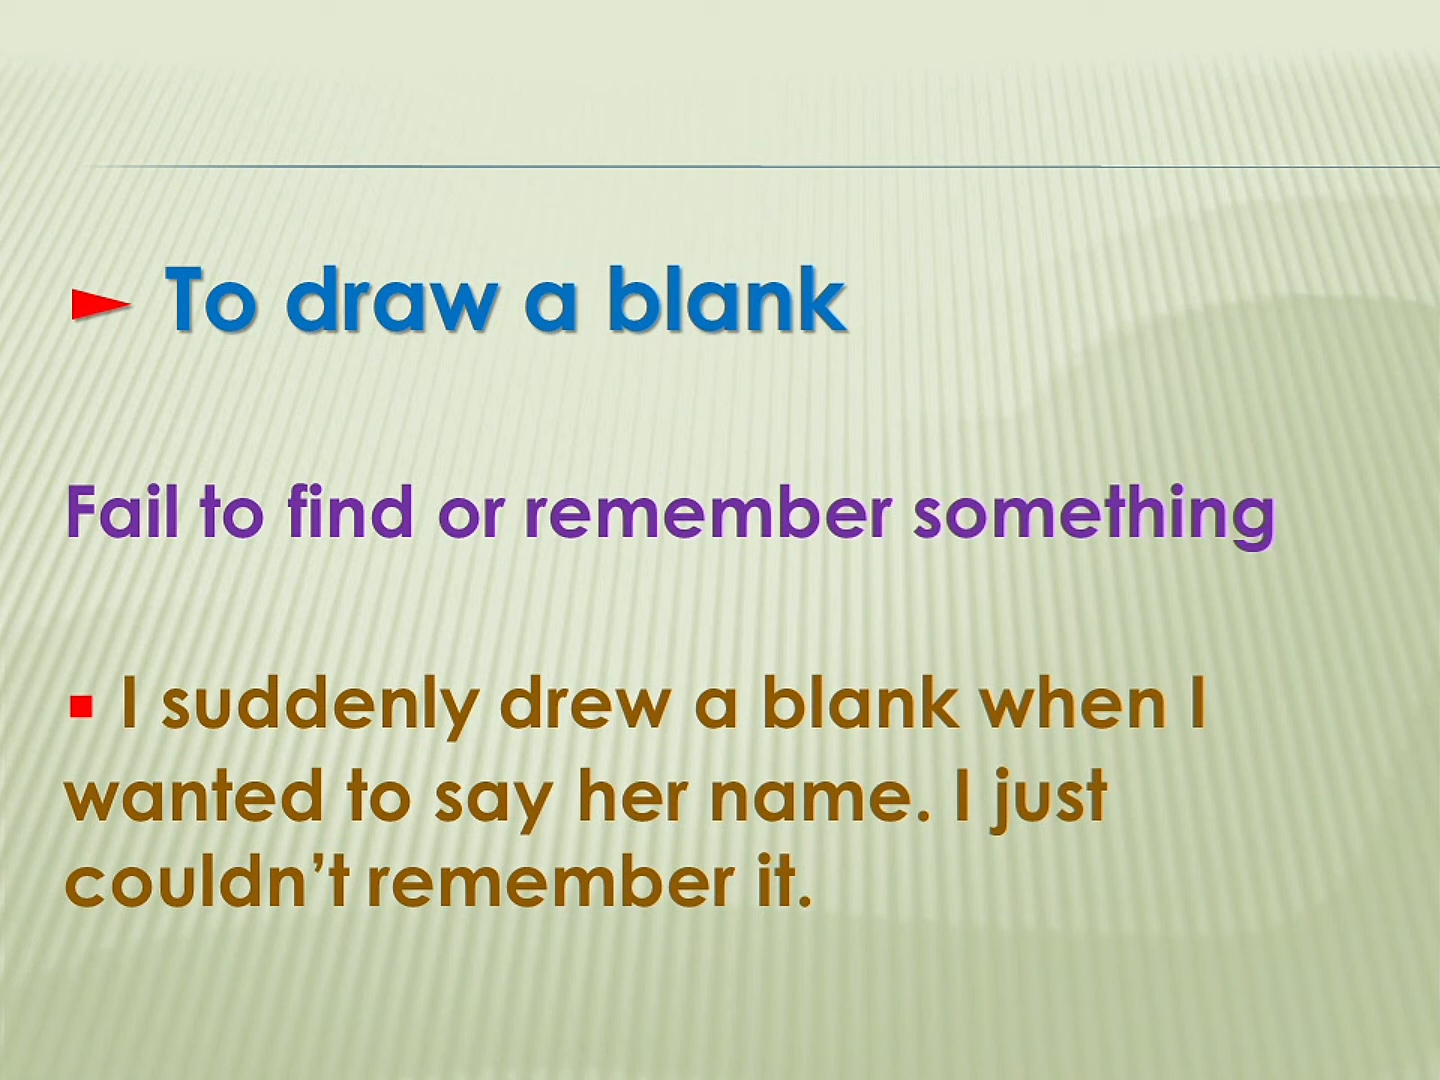 ► To draw a blank
Fail to find or remember something
▪ I suddenly drew a blank when I
wanted to say her name. I just
couldn’t remember it.